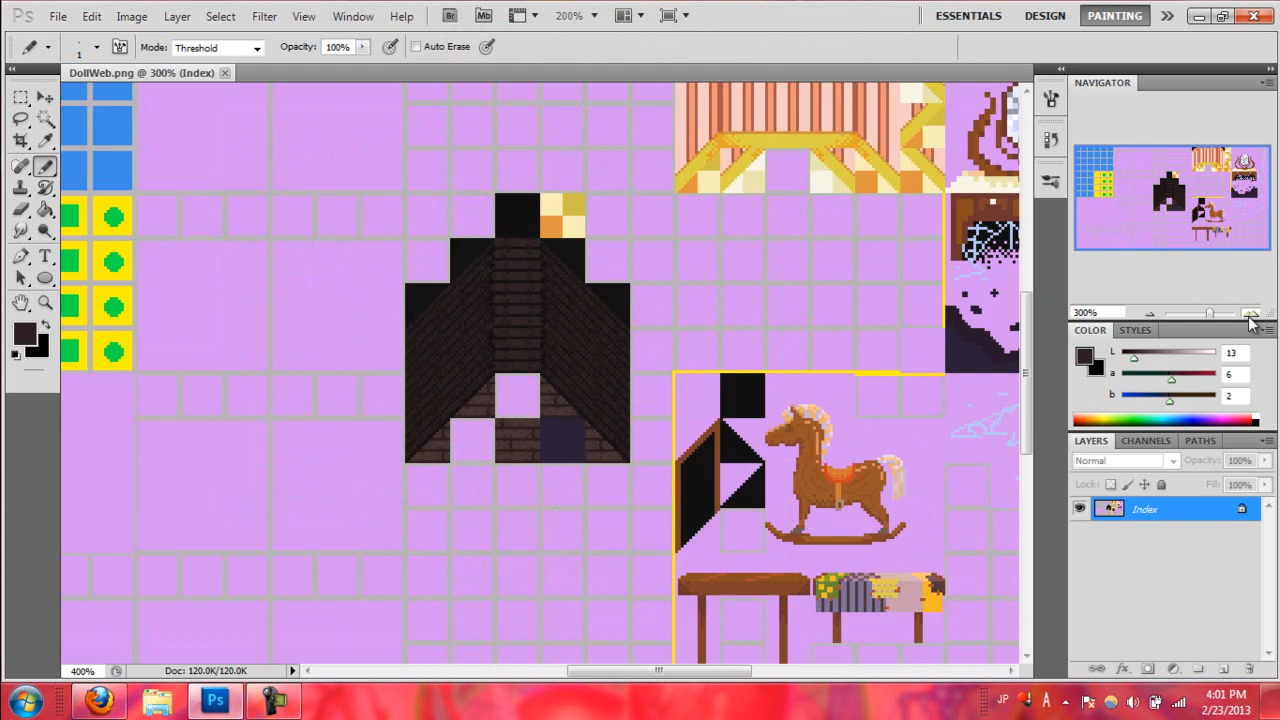 Ps File Edit Image Layer Select Filter View Window Help Br Mb 200% ESSENTIALS DESIGN PAINTING
1 Mode: Threshold Opacity: 100% Auto Erase
DollWeb.png @ 300% (Index)
NAVIGATOR
300%
COLOR STYLES
L 13
a 6
b 2
LAYERS CHANNELS PATHS
Normal Opacity: 100%
Lock: Fill: 100%
Index
400% Doc: 120.0K/120.0K
Ps JP A 4:01 PM
2/23/2013